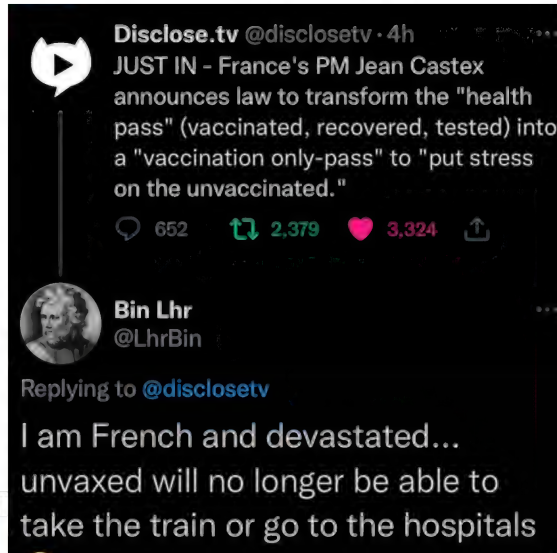 Disclose.tv @disclosetv · 4h
JUST IN - France's PM Jean Castex
announces law to transform the "health
pass" (vaccinated, recovered, tested) into
a "vaccination only-pass" to "put stress
on the unvaccinated."
652 2,379 3,324
Bin Lhr
@LhrBin
Replying to @disclosetv
I am French and devastated...
unvaxed will no longer be able to
take the train or go to the hospitals